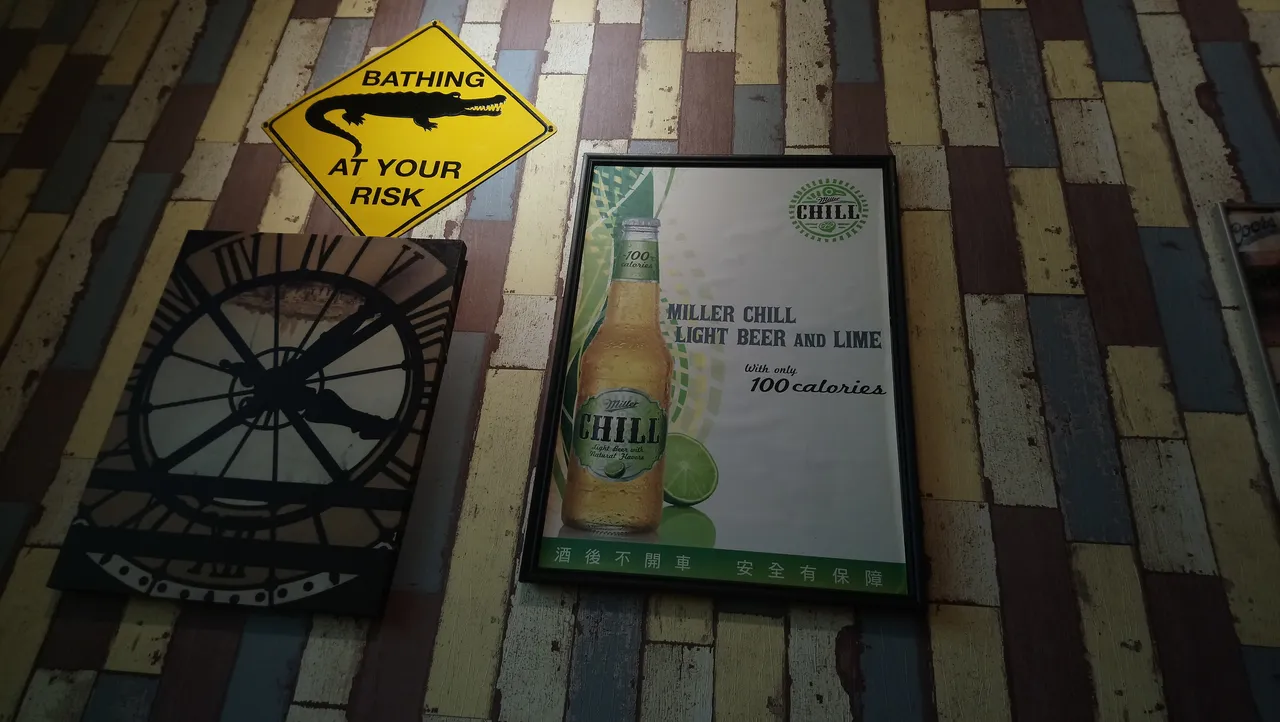 BATHING
AT YOUR
RISK
Miller
CHILL
100
calories
MILLER CHILL
LIGHT BEER AND LIME
With only
100 calories
Miller
CHILL
Light Beer with
Natural Flavors
酒後不開車 安全有保障